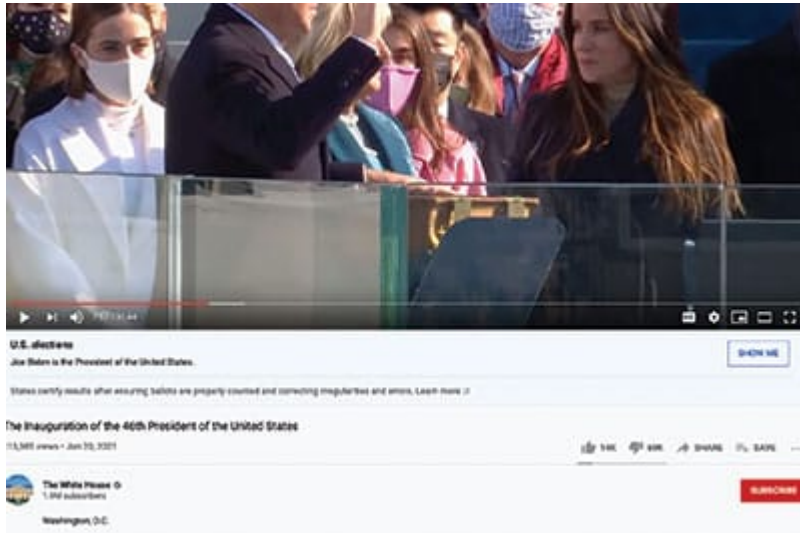 U.S. elections
Joe Biden is the President of the United States.
SHOW ME
States certify results after ensuring ballots are properly counted and correcting irregularities and errors. Learn more
The Inauguration of the 46th President of the United States
views • Jan 20, 2021
SHARE
SAVE
The White House
subscribers
SUBSCRIBE
Washington, D.C.